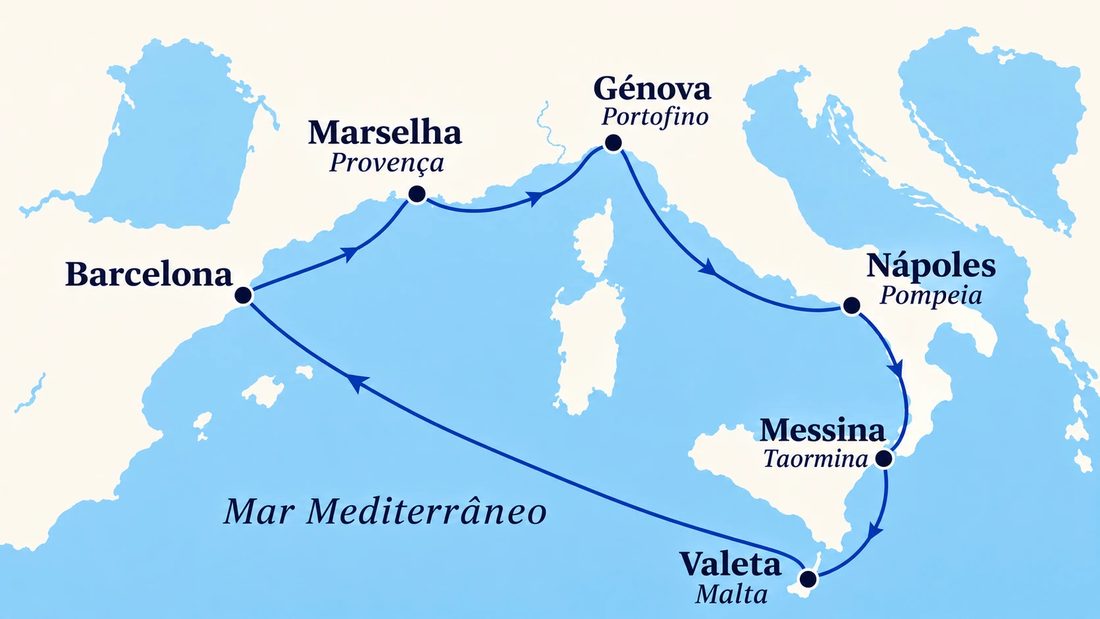 Génova
Portofino
Marselha
Provença
Barcelona
Nápoles
Pompeia
Messina
Taormina
Mar Mediterrâneo
Valeta
Malta